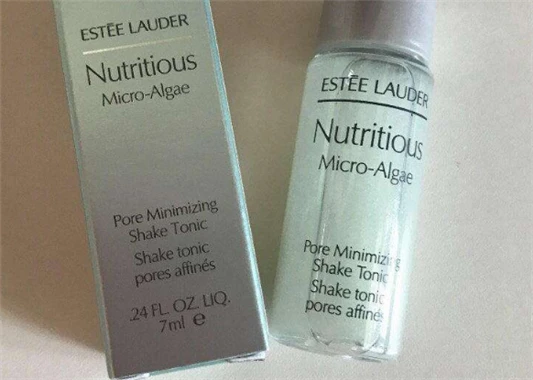 ESTĒE LAUDER
Nutritious
Micro-Algae
Pore Minimizing
Shake Tonic
Shake tonic
pores affinés
.24 FL. OZ. LIQ.
7ml ℮
ESTĒE LAUDER
Nutritious
Micro-Algae
Pore Minimizing
Shake Tonic
Shake tonic
pores affinés